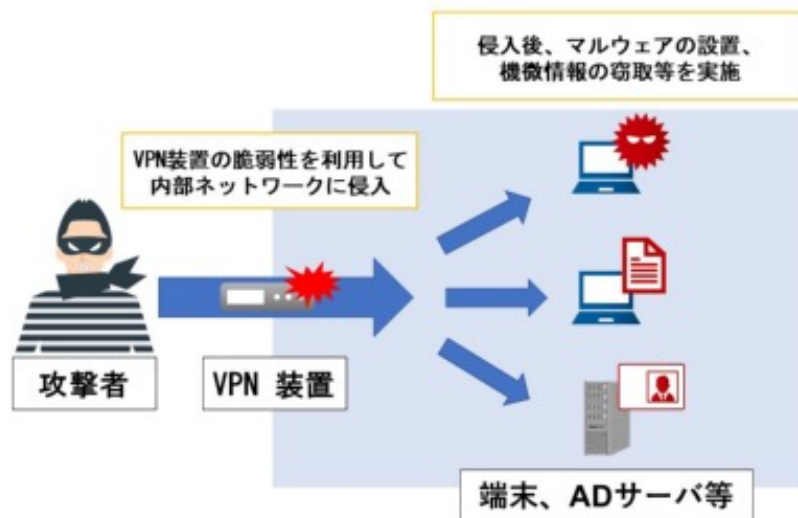 侵入後、マルウェアの設置、
機微情報の窃取等を実施
VPN装置の脆弱性を利用して
内部ネットワークに侵入
攻撃者
VPN 装置
端末、ADサーバ等